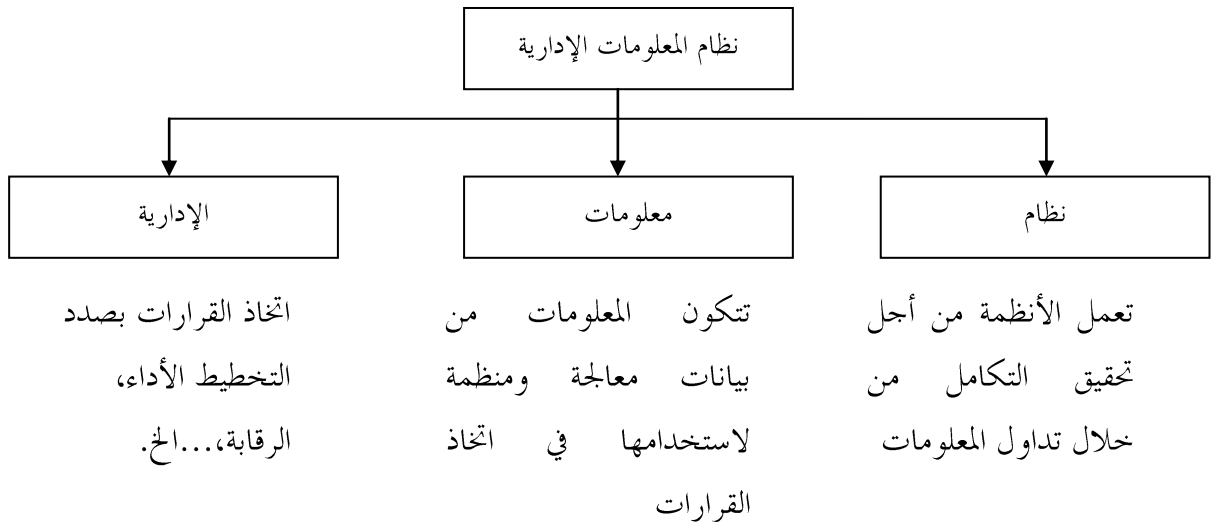 نظام المعلومات الإدارية
نظام
معلومات
الإدارية
تعمل الأنظمة من أجل
تحقيق التكامل من
خلال تداول المعلومات
تتكون المعلومات من
بيانات معالجة ومنظمة
لاستخدامها في اتخاذ
القرارات
اتخاذ القرارات بصدد
التخطيط الأداء،
الرقابة،...الخ.